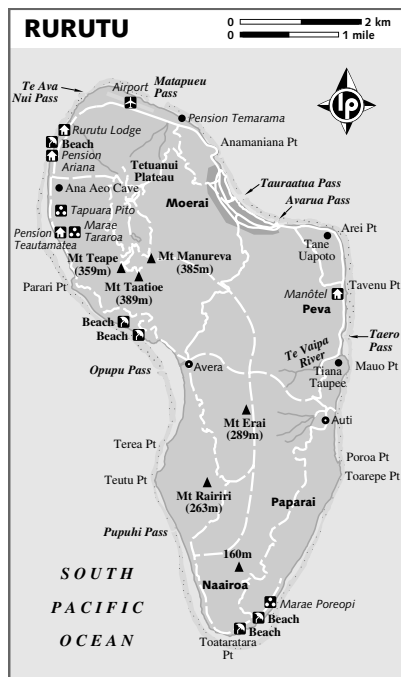 RURUTU
0 2 km
0 1 mile
Te Ava
Nui Pass
Airport
Matapueu
Pass
Pension Temarama
lp
Rurutu Lodge
Beach
Pension
Ariana
Anamaniana Pt
Tetuanui
Plateau
Ana Aeo Cave
Moerai
Tauraatua Pass
Avarua Pass
Tapuara Pito
Marae
Tararoa
Pension
Teautamatea
Arei Pt
Tane
Uapoto
Mt Teape
(359m)
Mt Manureva
(385m)
Mt Taatioe
(389m)
Parari Pt
Manôtel
Tavenu Pt
Peva
Beach
Beach
Taero
Pass
Te Vaipa
River
Mauo Pt
Tiana
Taupee
Opupu Pass
Avera
Mt Erai
(289m)
Auti
Terea Pt
Poroa Pt
Toarepe Pt
Teutu Pt
Mt Rairiri
(263m)
Paparai
Pupuhi Pass
160m
Naairoa
SOUTH
PACIFIC
OCEAN
Marae Poreopi
Beach
Beach
Toataratara
Pt